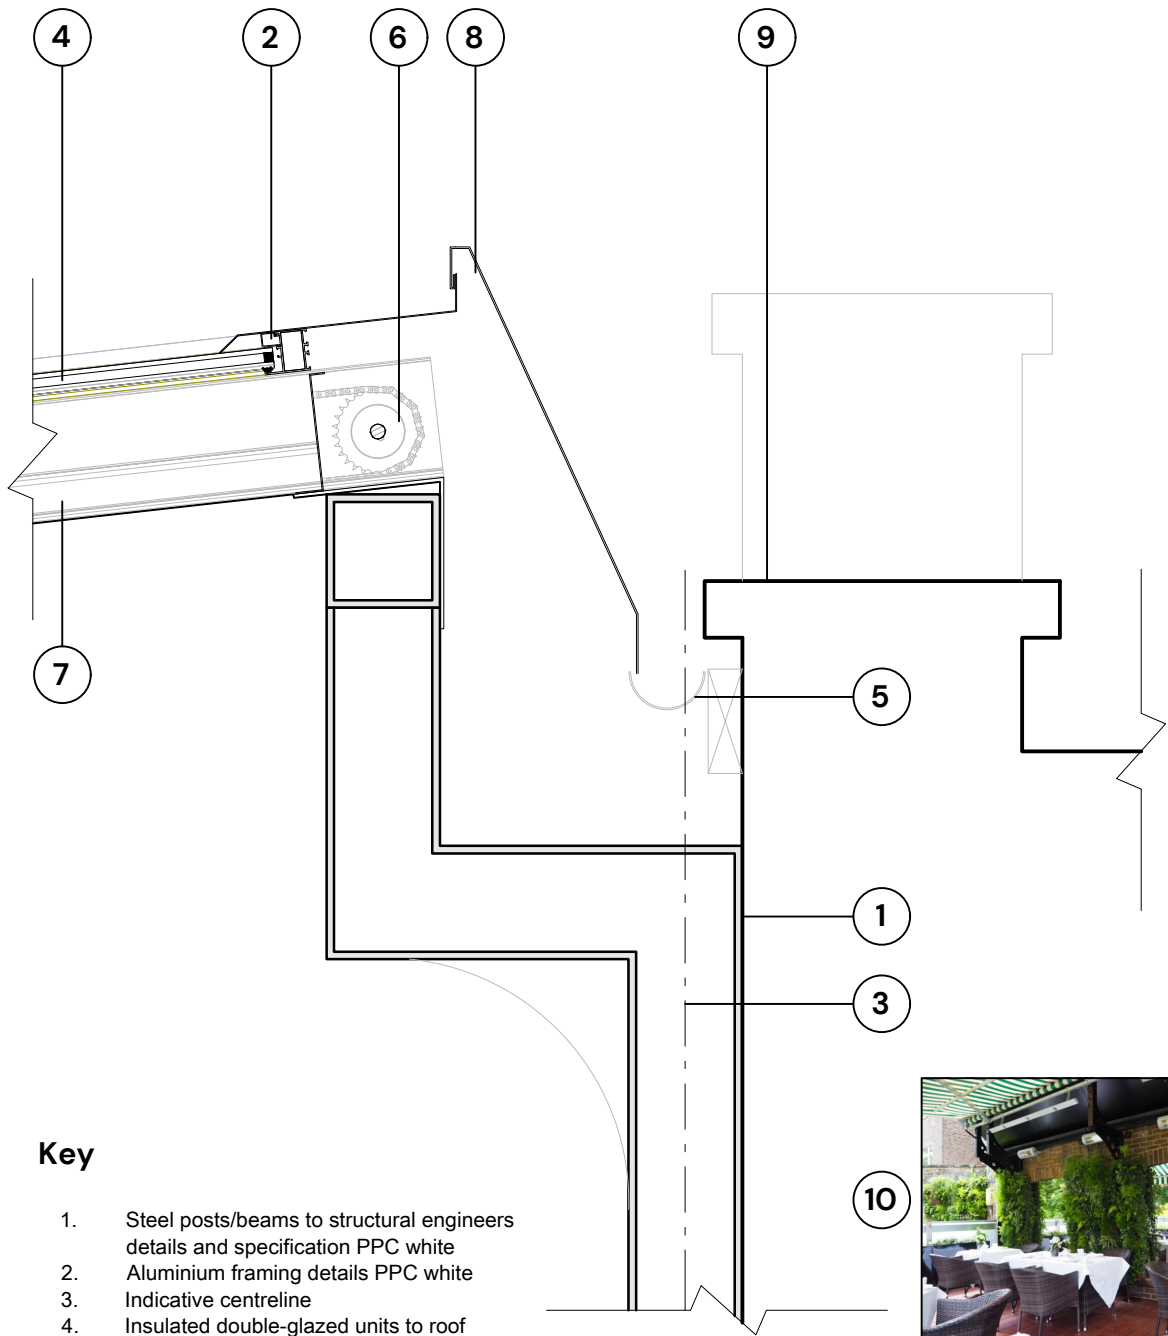 4 2 6 8 9
7
5
1
3
10
Key
1. Steel posts/beams to structural engineers
details and specification PPC white
2. Aluminium framing details PPC white
3. Indicative centreline
4. Insulated double-glazed units to roof